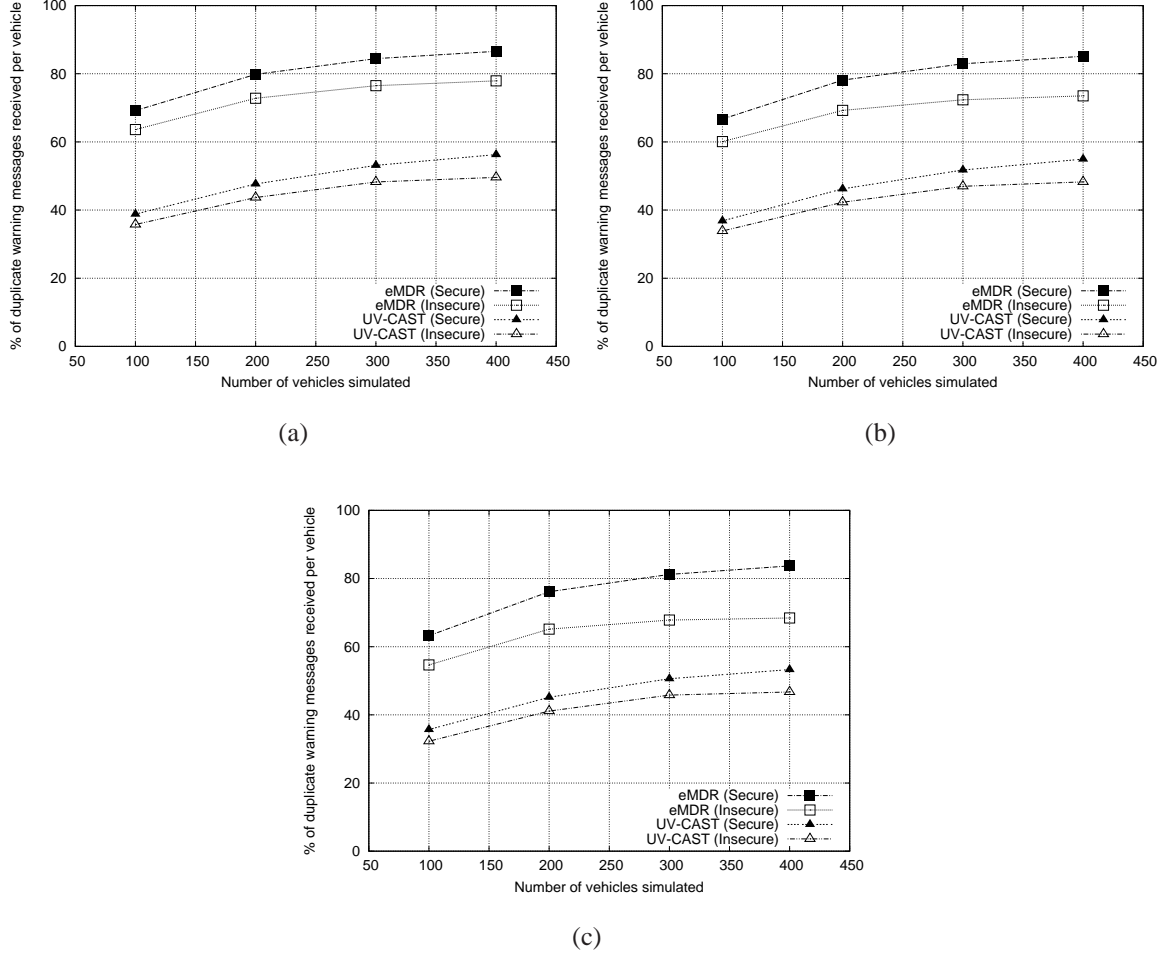 % of duplicate warning messages received per vehicle
100
80
60
40
20
0
50 100 150 200 250 300 350 400 450
Number of vehicles simulated
eMDR (Secure)
eMDR (Insecure)
UV-CAST (Secure)
UV-CAST (Insecure)
(a)
% of duplicate warning messages received per vehicle
100
80
60
40
20
0
50 100 150 200 250 300 350 400 450
Number of vehicles simulated
eMDR (Secure)
eMDR (Insecure)
UV-CAST (Secure)
UV-CAST (Insecure)
(b)
% of duplicate warning messages received per vehicle
100
80
60
40
20
0
50 100 150 200 250 300 350 400 450
Number of vehicles simulated
eMDR (Secure)
eMDR (Insecure)
UV-CAST (Secure)
UV-CAST (Insecure)
(c)